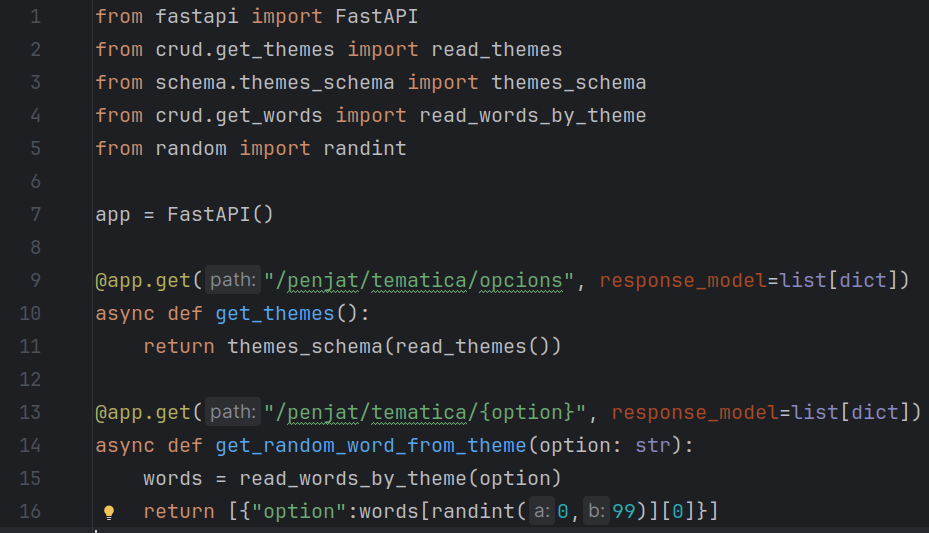 1 from fastapi import FastAPI
2 from crud.get_themes import read_themes
3 from schema.themes_schema import themes_schema
4 from crud.get_words import read_words_by_theme
5 from random import randint
6
7 app = FastAPI()
8
9 @app.get(path: "/penjat/tematica/opcions", response_model=list[dict])
10 async def get_themes():
11     return themes_schema(read_themes())
12
13 @app.get(path: "/penjat/tematica/{option}", response_model=list[dict])
14 async def get_random_word_from_theme(option: str):
15     words = read_words_by_theme(option)
16     return [{"option":words[randint(a: 0, b: 99)][0]}]